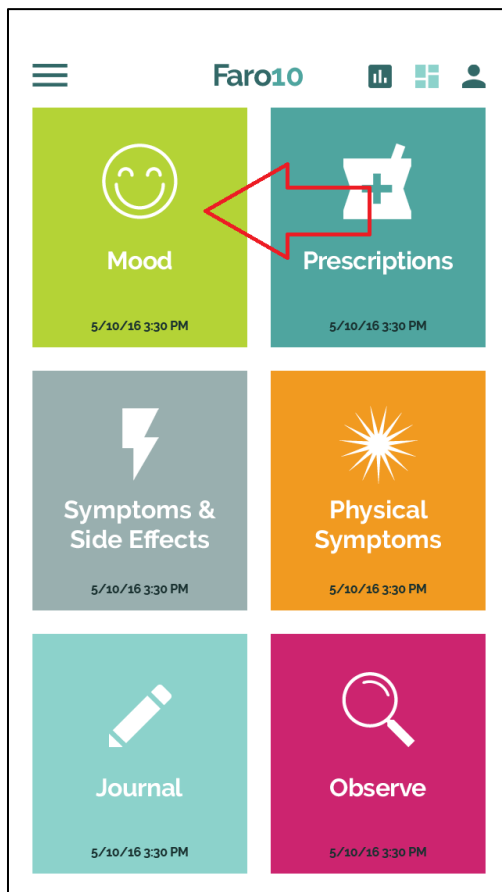 Faro10
Mood
5/10/16 3:30 PM
Prescriptions
5/10/16 3:30 PM
Symptoms &
Side Effects
5/10/16 3:30 PM
Physical
Symptoms
5/10/16 3:30 PM
Journal
5/10/16 3:30 PM
Observe
5/10/16 3:30 PM